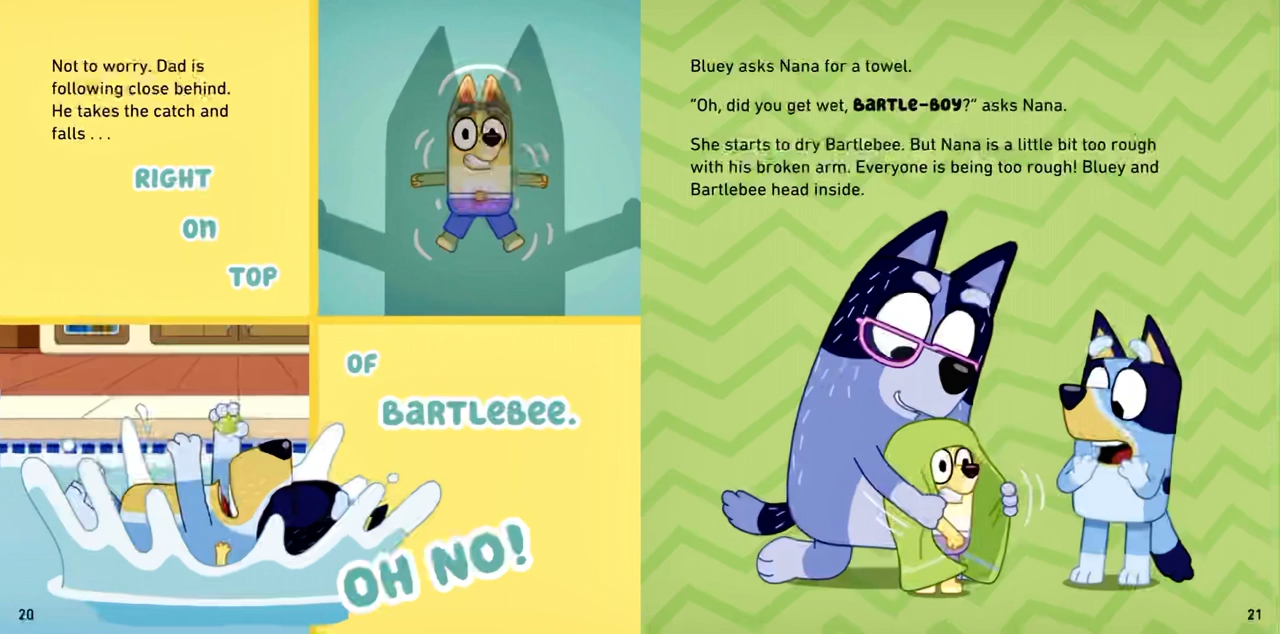 Not to worry. Dad is
following close behind.
He takes the catch and
falls . . .
RIGHT
on
TOP
OF
BaRTLeBee.
OH NO!
20
Bluey asks Nana for a towel.
"Oh, did you get wet, BaRTLe-BOY?" asks Nana.
She starts to dry Bartlebee. But Nana is a little bit too rough
with his broken arm. Everyone is being too rough! Bluey and
Bartlebee head inside.
21